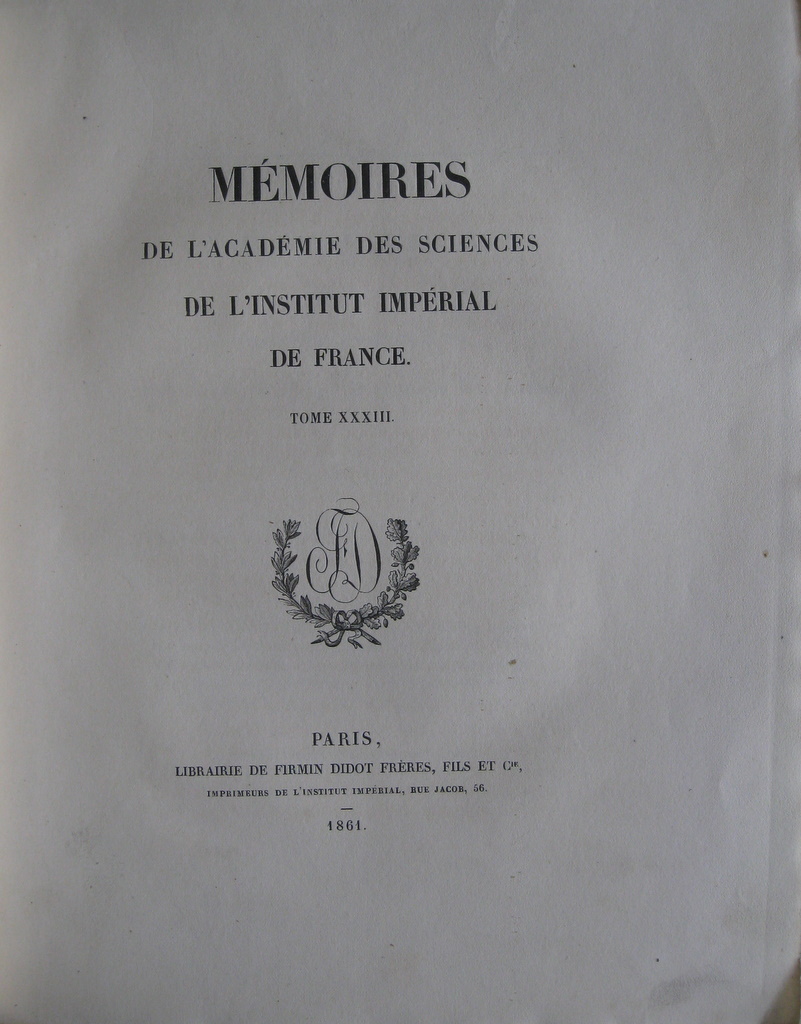 MÉMOIRES
DE L'ACADÉMIE DES SCIENCES
DE L'INSTITUT IMPÉRIAL
DE FRANCE.
TOME XXXIII.
FD
PARIS,
LIBRAIRIE DE FIRMIN DIDOT FRÈRES, FILS ET Cie,
IMPRIMEURS DE L'INSTITUT IMPÉRIAL, RUE JACOB, 56.
1861.